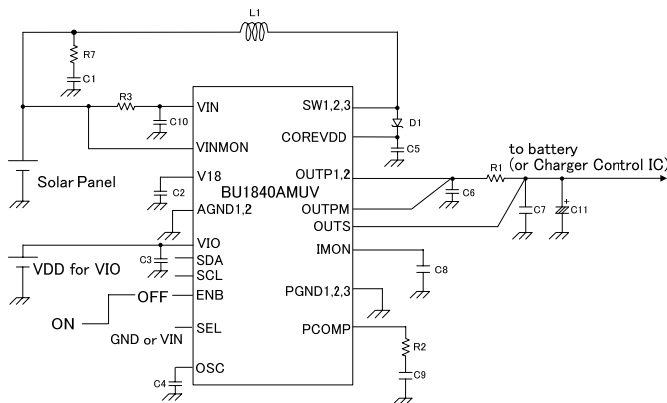 L1
R7
C1
R3
VIN
SW1,2,3
C10
D1
COREVDD
VINMON
C5
to battery
(or Charger Control IC)
Solar Panel
V18
OUTP1,2
R1
C2
BU1840AMUV
C6
AGND1,2
OUTPM
C7
C11
+
OUTS
VIO
IMON
VDD for VIO
C3
SDA
C8
SCL
OFF
ENB
PGND1,2,3
ON
SEL
PCOMP
GND or VIN
R2
OSC
C4
C9